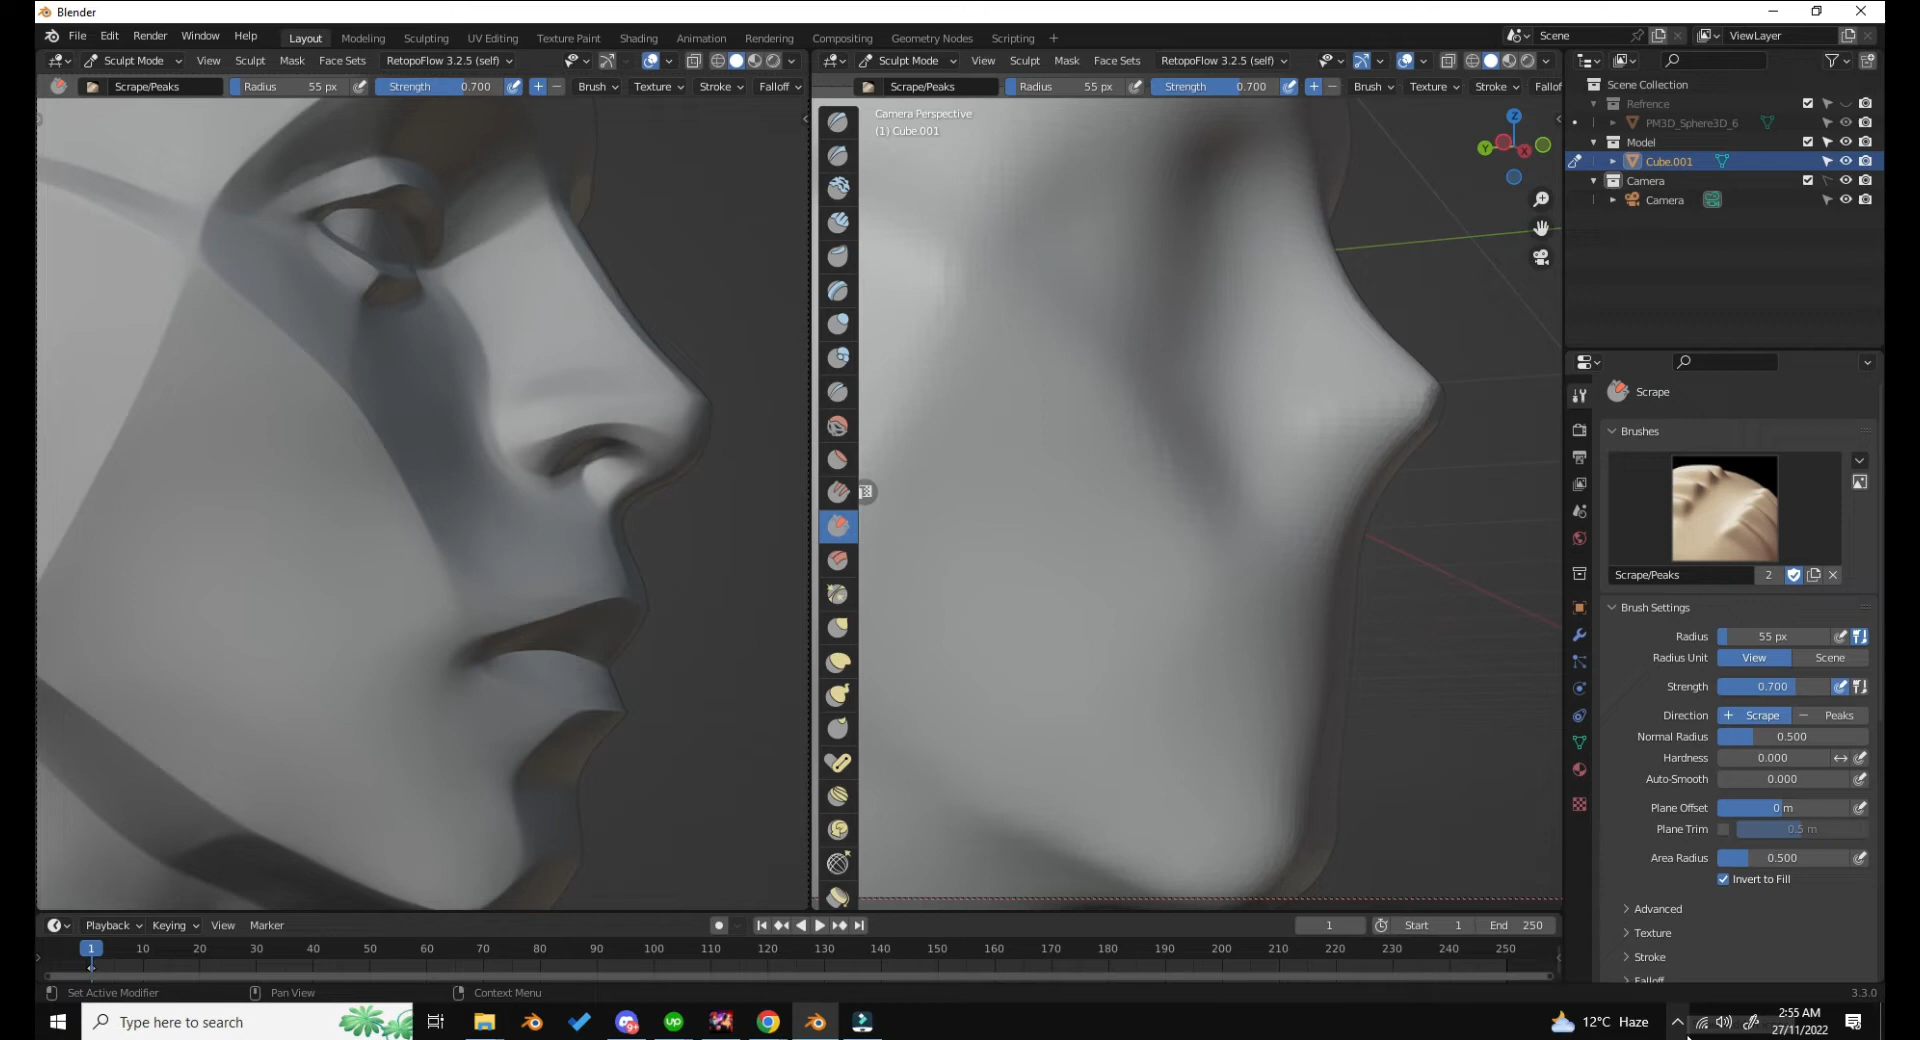 Blender
File Edit Render Window Help Layout Modeling Sculpting UV Editing Texture Paint Shading Animation Rendering Compositing Geometry Nodes Scripting + Scene ViewLayer
Sculpt Mode View Sculpt Mask Face Sets RetopoFlow 3.2.5 (self) Sculpt Mode View Sculpt Mask Face Sets RetopoFlow 3.2.5 (self)
Scrape/Peaks Radius 55 px Strength 0.700 + − Brush Texture Stroke Falloff Scrape/Peaks Radius 55 px Strength 0.700 + − Brush Texture Stroke Fallof
Scene Collection
Refrence
PM3D_Sphere3D_6
Model
Cube.001
Camera
Camera
Camera Perspective
(1) Cube.001
Z
Y
X
Scrape
Brushes
Scrape/Peaks 2
Brush Settings
Radius 55 px
Radius Unit View Scene
Strength 0.700
Direction + Scrape − Peaks
Normal Radius 0.500
Hardness 0.000
Auto-Smooth 0.000
Plane Offset 0 m
Plane Trim 0.5 m
Area Radius 0.500
Invert to Fill
Advanced
Texture
Stroke
Falloff
Playback Keying View Marker 1 Start 1 End 250
1 10 20 30 40 50 60 70 80 90 100 110 120 130 140 150 160 170 180 190 200 210 220 230 240 250
Set Active Modifier Pan View Context Menu 3.3.0
Type here to search 9+ up 12°C Haze 2:55 AM
27/11/2022